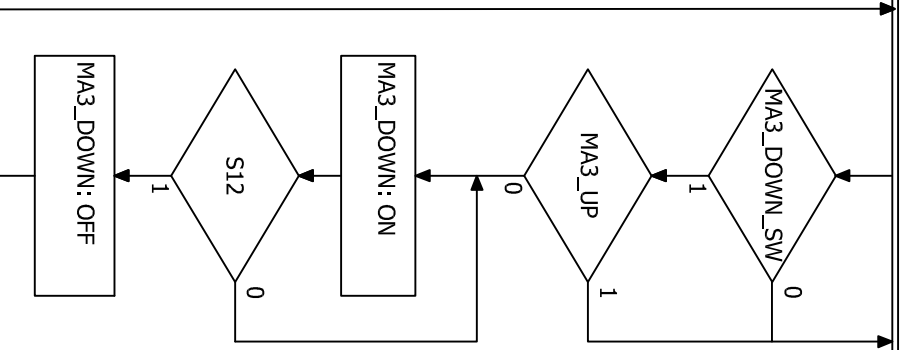 MA3_DOWN_SW
0
1
MA3_UP
1
0
MA3_DOWN: ON
S12
0
1
MA3_DOWN: OFF